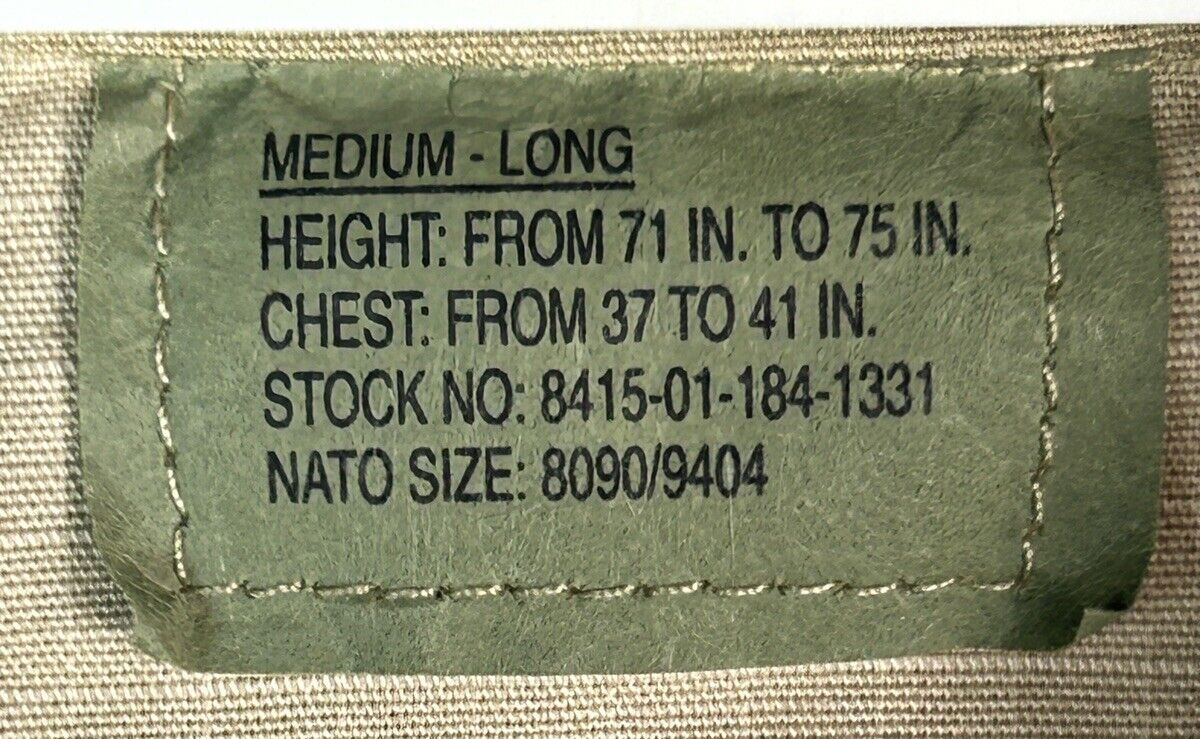 MEDIUM - LONG
HEIGHT: FROM 71 IN. TO 75 IN.
CHEST: FROM 37 TO 41 IN.
STOCK NO: 8415-01-184-1331
NATO SIZE: 8090/9404